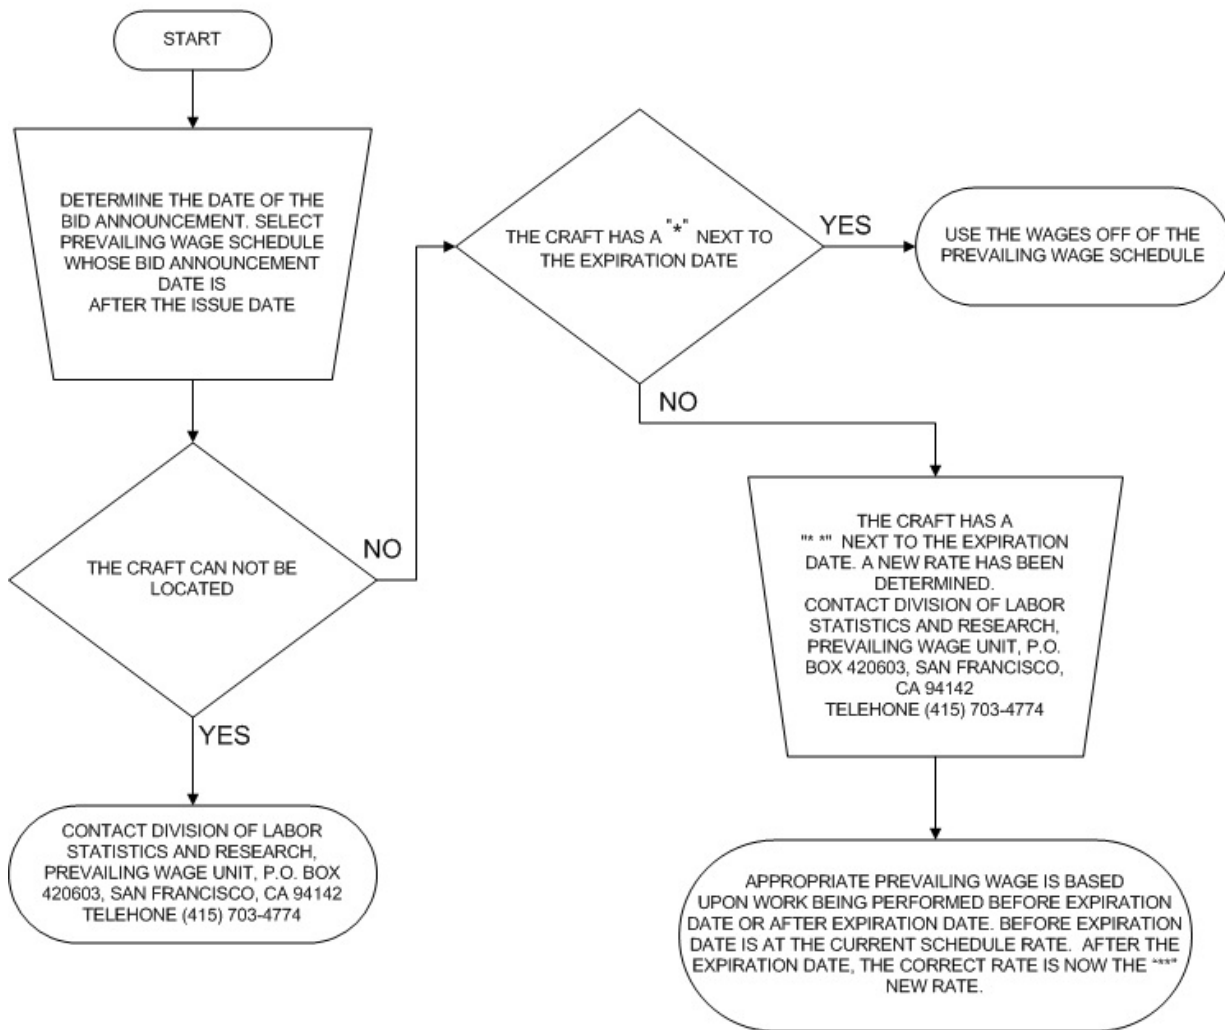 START
DETERMINE THE DATE OF THE
BID ANNOUNCEMENT. SELECT
PREVAILING WAGE SCHEDULE
WHOSE BID ANNOUNCEMENT
DATE IS
AFTER THE ISSUE DATE
THE CRAFT CAN NOT BE
LOCATED
NO
YES
CONTACT DIVISION OF LABOR
STATISTICS AND RESEARCH,
PREVAILING WAGE UNIT, P.O. BOX
420603, SAN FRANCISCO, CA 94142
TELEHONE (415) 703-4774
THE CRAFT HAS A "*" NEXT TO
THE EXPIRATION DATE
YES
USE THE WAGES OFF OF THE
PREVAILING WAGE SCHEDULE
NO
THE CRAFT HAS A
"* *" NEXT TO THE EXPIRATION
DATE. A NEW RATE HAS BEEN
DETERMINED.
CONTACT DIVISION OF LABOR
STATISTICS AND RESEARCH,
PREVAILING WAGE UNIT, P.O.
BOX 420603, SAN FRANCISCO,
CA 94142
TELEHONE (415) 703-4774
APPROPRIATE PREVAILING WAGE IS BASED
UPON WORK BEING PERFORMED BEFORE EXPIRATION
DATE OR AFTER EXPIRATION DATE. BEFORE EXPIRATION
DATE IS AT THE CURRENT SCHEDULE RATE. AFTER THE
EXPIRATION DATE, THE CORRECT RATE IS NOW THE "**"
NEW RATE.